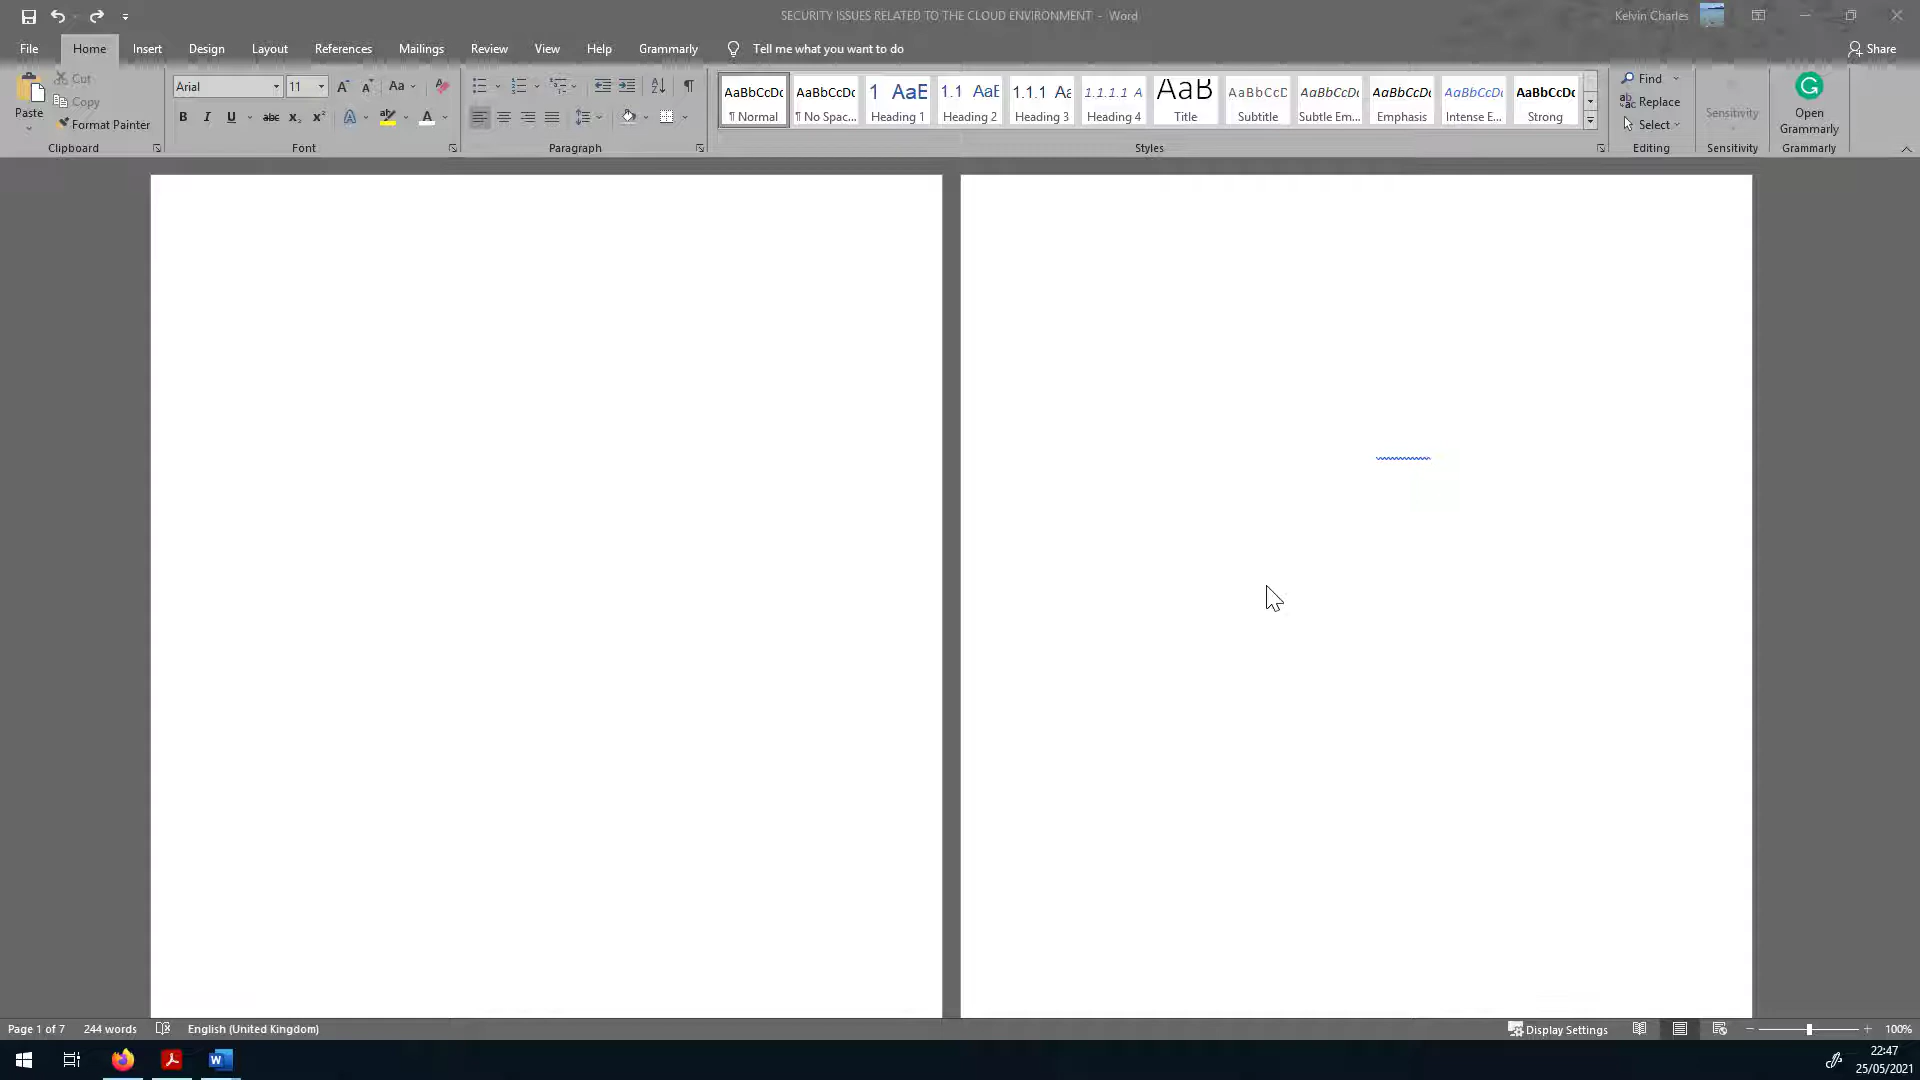 SECURITY ISSUES RELATED TO THE CLOUD ENVIRONMENT - Word
Kelvin Charles
File Home Insert Design Layout References Mailings Review View Help Grammarly Tell me what you want to do Share
Paste Cut
Copy
Format Painter
Clipboard
Arial 11 Aa
B I U abc x₂ x² A A
Font
Paragraph
AaBbCcDc AaBbCcDc 1 AaE 1.1 AaE 1.1.1 Aa 1.1.1.1 A AaB AaBbCcD AaBbCcDc AaBbCcDc AaBbCcDc AaBbCcDc
¶ Normal ¶ No Spac... Heading 1 Heading 2 Heading 3 Heading 4 Title Subtitle Subtle Em... Emphasis Intense E... Strong
Styles
Find
Replace
Select
Editing
Sensitivity
Sensitivity
Open Grammarly
Grammarly
Page 1 of 7 244 words English (United Kingdom) Display Settings 100%
22:47
25/05/2021